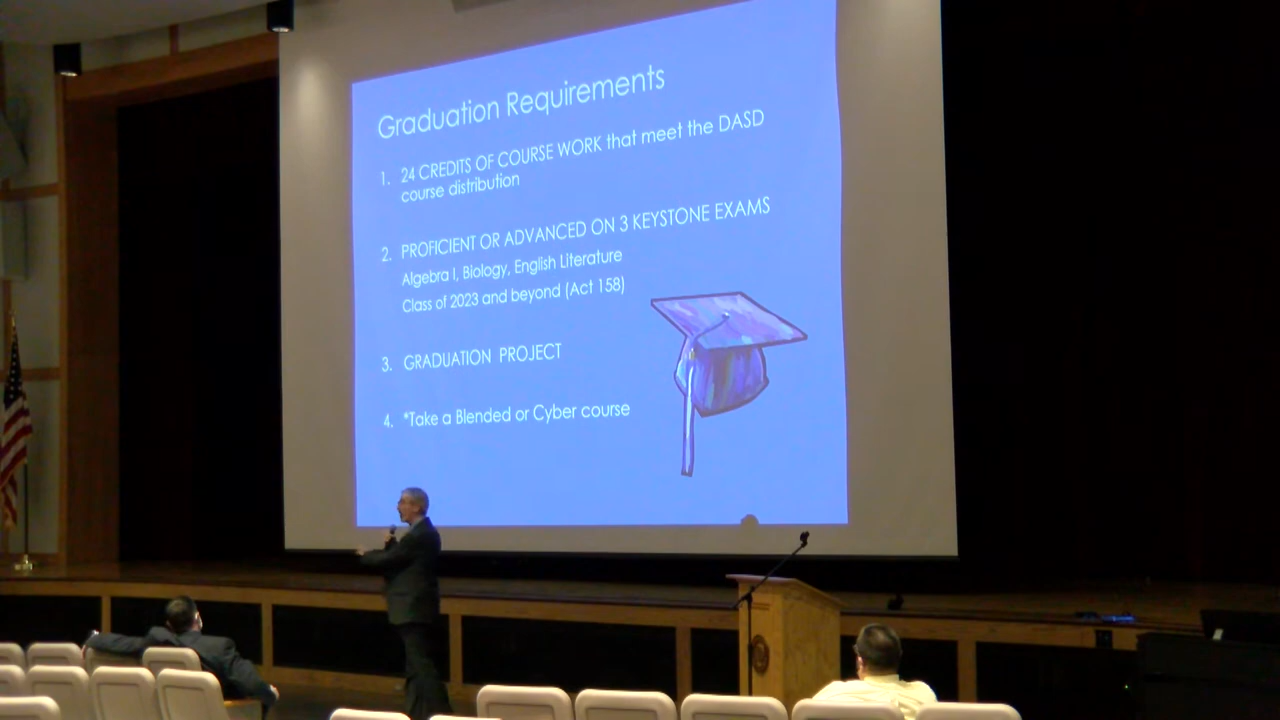 Graduation Requirements
1. 24 CREDITS OF COURSE WORK that meet the DASD
course distribution
2. PROFICIENT OR ADVANCED ON 3 KEYSTONE EXAMS
Algebra I, Biology, English Literature
Class of 2023 and beyond (Act 158)
3. GRADUATION PROJECT
4. *Take a Blended or Cyber course